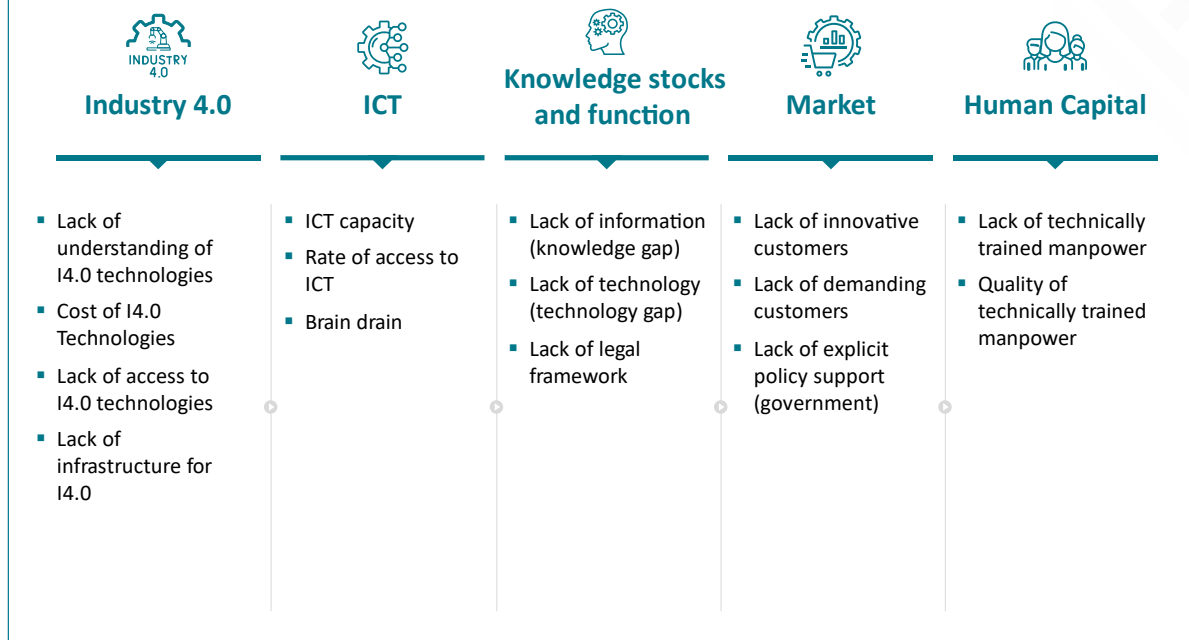 INDUSTRY
4.0
Industry 4.0
ICT
Knowledge stocks
and function
Market
Human Capital
▪ Lack of
understanding of
I4.0 technologies
▪ Cost of I4.0
Technologies
▪ Lack of access to
I4.0 technologies
▪ Lack of
infrastructure for
I4.0
▪ ICT capacity
▪ Rate of access to
ICT
▪ Brain drain
▪ Lack of information
(knowledge gap)
▪ Lack of technology
(technology gap)
▪ Lack of legal
framework
▪ Lack of innovative
customers
▪ Lack of demanding
customers
▪ Lack of explicit
policy support
(government)
▪ Lack of technically
trained manpower
▪ Quality of
technically trained
manpower